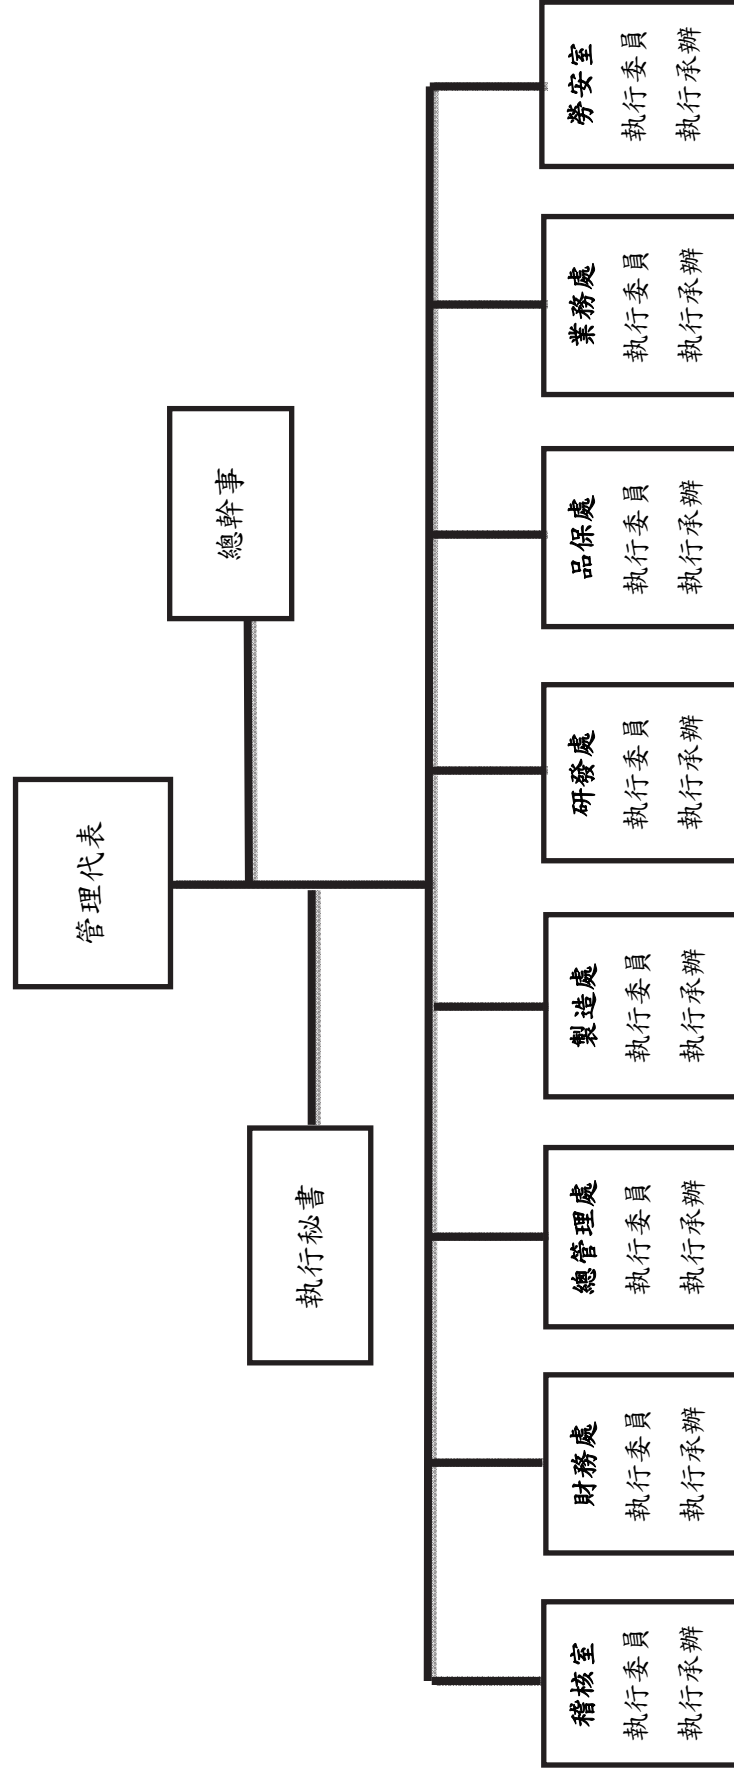 管理代表
總幹事
執行秘書
稽核室
執行委員
執行承辦
財務處
執行委員
執行承辦
總管理處
執行委員
執行承辦
製造處
執行委員
執行承辦
研發處
執行委員
執行承辦
品保處
執行委員
執行承辦
業務處
執行委員
執行承辦
勞安室
執行委員
執行承辦